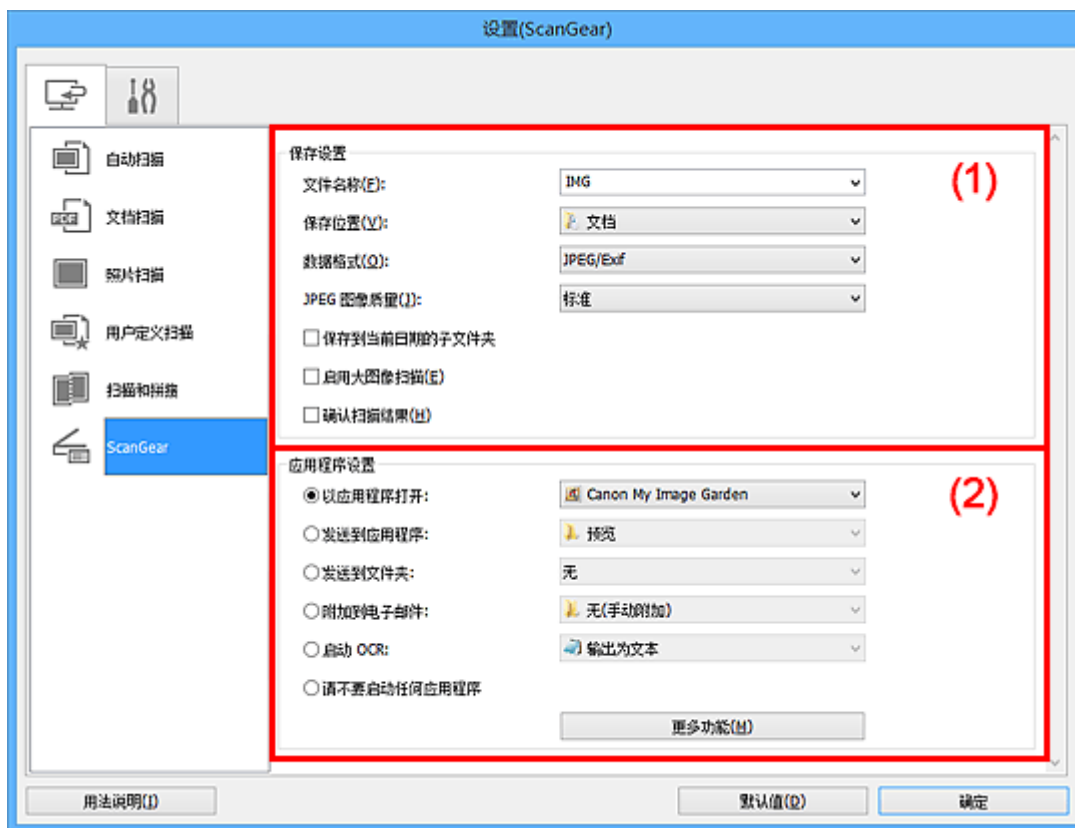 设置(ScanGear)
自动扫描
文档扫描
照片扫描
用户定义扫描
扫描和拼接
ScanGear
保存设置
(1)
文件名称(F): IMG
保存位置(V): 文档
数据格式(O): JPEG/Exif
JPEG 图像质量(J): 标准
保存到当前日期的子文件夹
启用大图像扫描(E)
确认扫描结果(H)
应用程序设置
(2)
以应用程序打开: Canon My Image Garden
发送到应用程序: 预览
发送到文件夹: 无
附加到电子邮件: 无(手动附加)
启动 OCR: 输出为文本
请不要启动任何应用程序
更多功能(M)
用法说明(I)
默认值(D)
确定